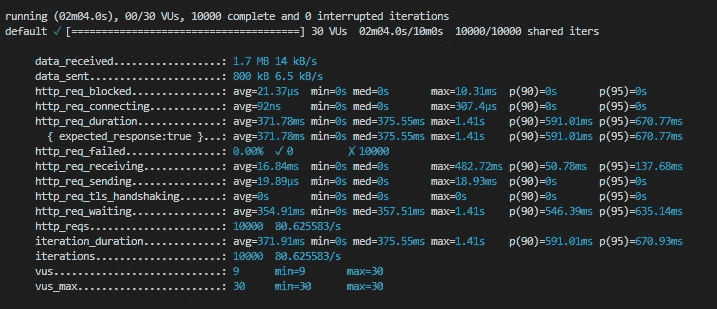 running (02m04.0s), 00/30 VUs, 10000 complete and 0 interrupted iterations
default ✓ [======================================] 30 VUs  02m04.0s/10m0s  10000/10000 shared iters
data_received..................: 1.7 MB 14 kB/s
data_sent......................: 800 kB 6.5 kB/s
http_req_blocked...............: avg=21.37µs  min=0s med=0s       max=10.31ms  p(90)=0s       p(95)=0s
http_req_connecting............: avg=92ns     min=0s med=0s       max=307.4µs  p(90)=0s       p(95)=0s
http_req_duration..............: avg=371.78ms min=0s med=375.55ms max=1.41s    p(90)=591.01ms p(95)=670.77ms
{ expected_response:true }...: avg=371.78ms min=0s med=375.55ms max=1.41s    p(90)=591.01ms p(95)=670.77ms
http_req_failed................: 0.00%  ✓ 0           ✗ 10000
http_req_receiving.............: avg=16.84ms  min=0s med=0s       max=482.72ms p(90)=50.78ms  p(95)=137.68ms
http_req_sending...............: avg=19.89µs  min=0s med=0s       max=18.93ms  p(90)=0s       p(95)=0s
http_req_tls_handshaking.......: avg=0s       min=0s med=0s       max=0s       p(90)=0s       p(95)=0s
http_req_waiting...............: avg=354.91ms min=0s med=357.51ms max=1.41s    p(90)=546.39ms p(95)=635.14ms
http_reqs......................: 10000  80.625583/s
iteration_duration.............: avg=371.91ms min=0s med=375.55ms max=1.41s    p(90)=591.01ms p(95)=670.93ms
iterations.....................: 10000  80.625583/s
vus............................: 9      min=9       max=30
vus_max........................: 30     min=30      max=30